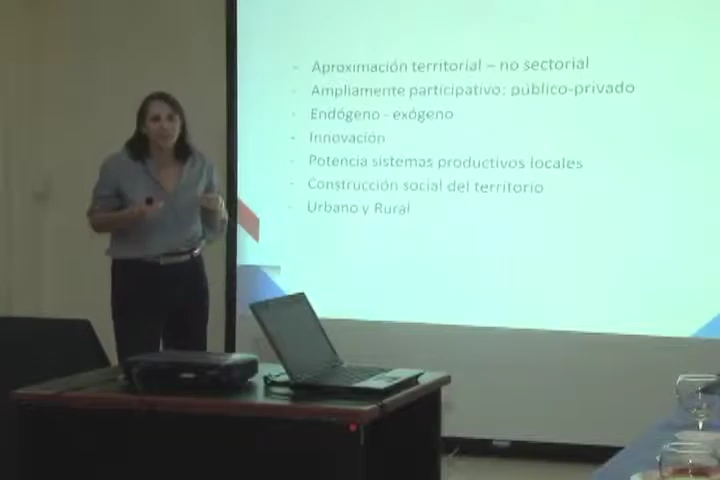 - Aproximación territorial – no sectorial
- Ampliamente participativo: público-privado
- Endógeno - exógeno
- Innovación
- Potencia sistemas productivos locales
- Construcción social del territorio
- Urbano y Rural